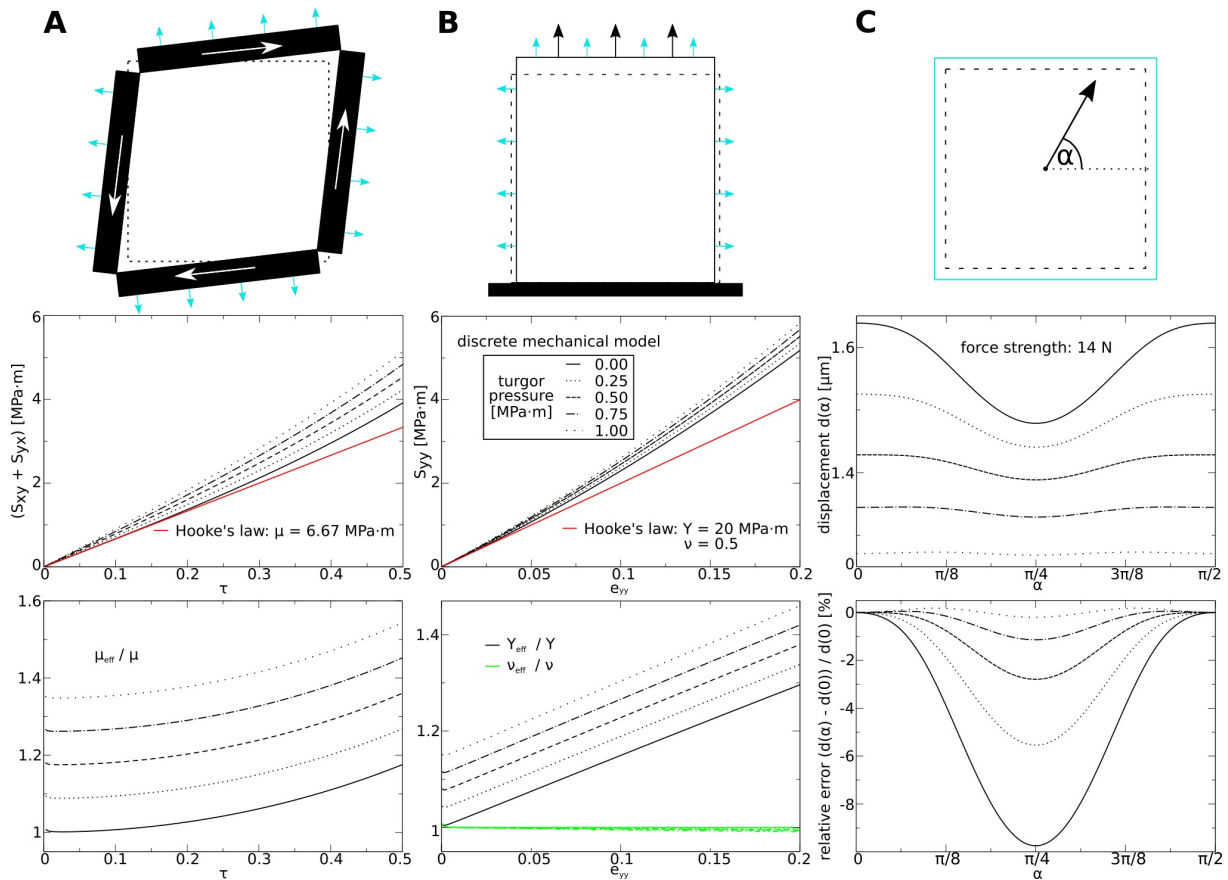 A
B
C
α
6
4
2
0
(Sxy + Syx) [MPa·m]
Hooke's law: μ = 6.67 MPa·m
0
0.1
0.2
0.3
0.4
0.5
τ
6
4
2
0
Syy [MPa·m]
discrete mechanical model
turgor
pressure
[MPa·m]
0.00
0.25
0.50
0.75
1.00
Hooke's law: Y = 20 MPa·m
ν = 0.5
0
0.05
0.1
0.15
0.2
eyy
1.6
1.4
0
displacement d(α) [μm]
force strength: 14 N
0
π/8
π/4
3π/8
π/2
α
1.6
1.4
1.2
1
μeff / μ
0
0.1
0.2
0.3
0.4
0.5
τ
1.4
1.2
1
Yeff / Y
νeff / ν
0
0.05
0.1
0.15
0.2
eyy
0
-2
-4
-6
-8
relative error (d(α) - d(0)) / d(0) [%]
0
π/8
π/4
3π/8
π/2
α